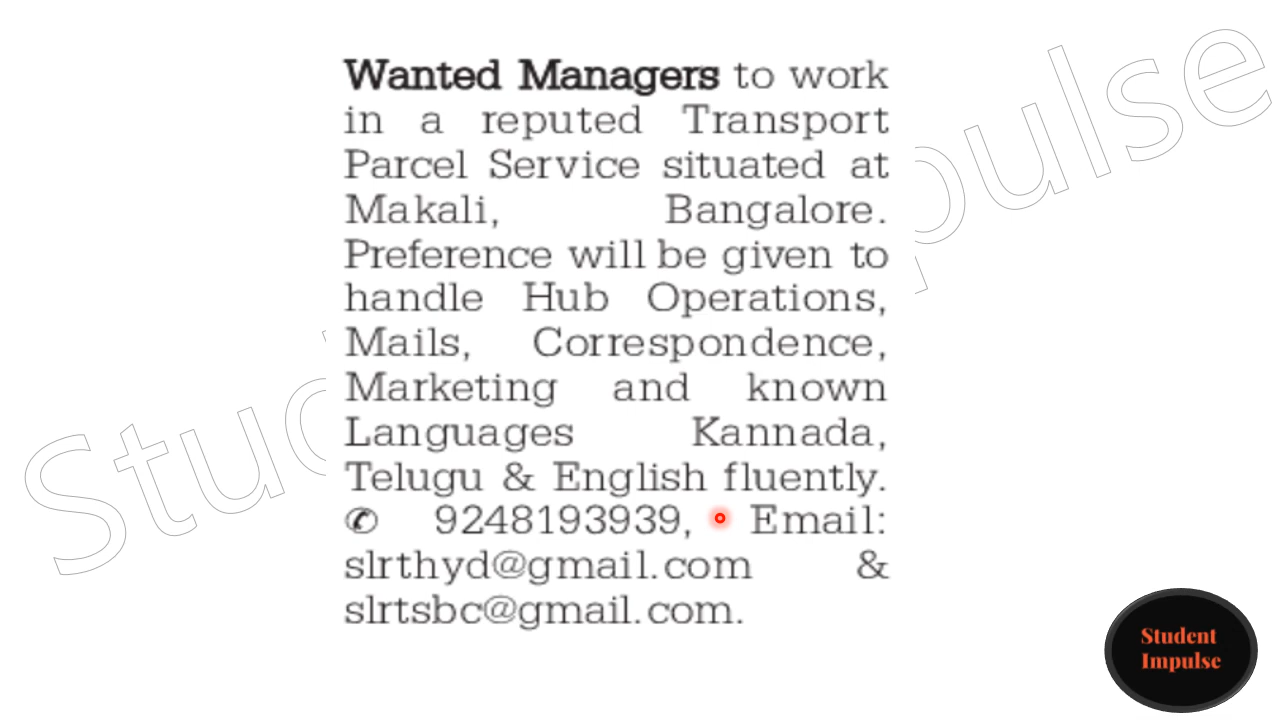 Wanted Managers to work
in a reputed Transport
Parcel Service situated at
Makali, Bangalore.
Preference will be given to
handle Hub Operations,
Mails, Correspondence,
Marketing and known
Languages Kannada,
Telugu & English fluently.
✆ 9248193939, Email:
slrthyd@gmail.com &
slrtsbc@gmail.com.
Stud pulse
Student
Impulse